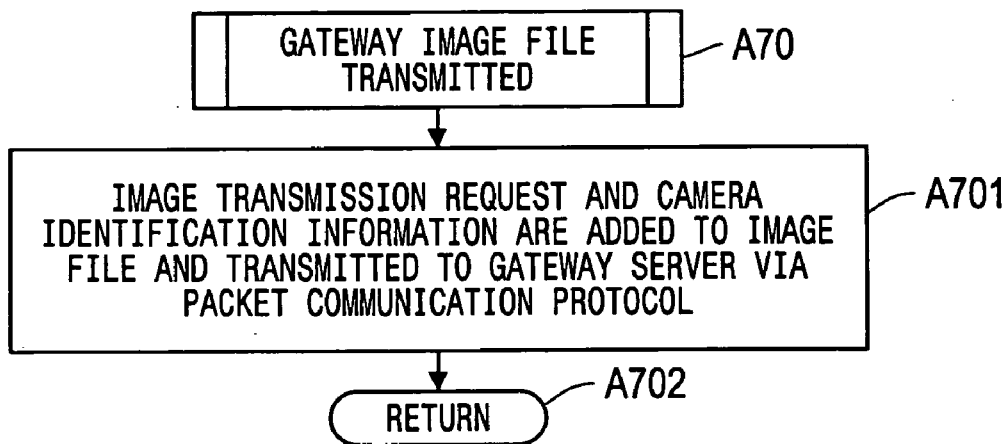 GATEWAY IMAGE FILE
TRANSMITTED
A70
IMAGE TRANSMISSION REQUEST AND CAMERA
IDENTIFICATION INFORMATION ARE ADDED TO IMAGE
FILE AND TRANSMITTED TO GATEWAY SERVER VIA
PACKET COMMUNICATION PROTOCOL
A701
RETURN
A702